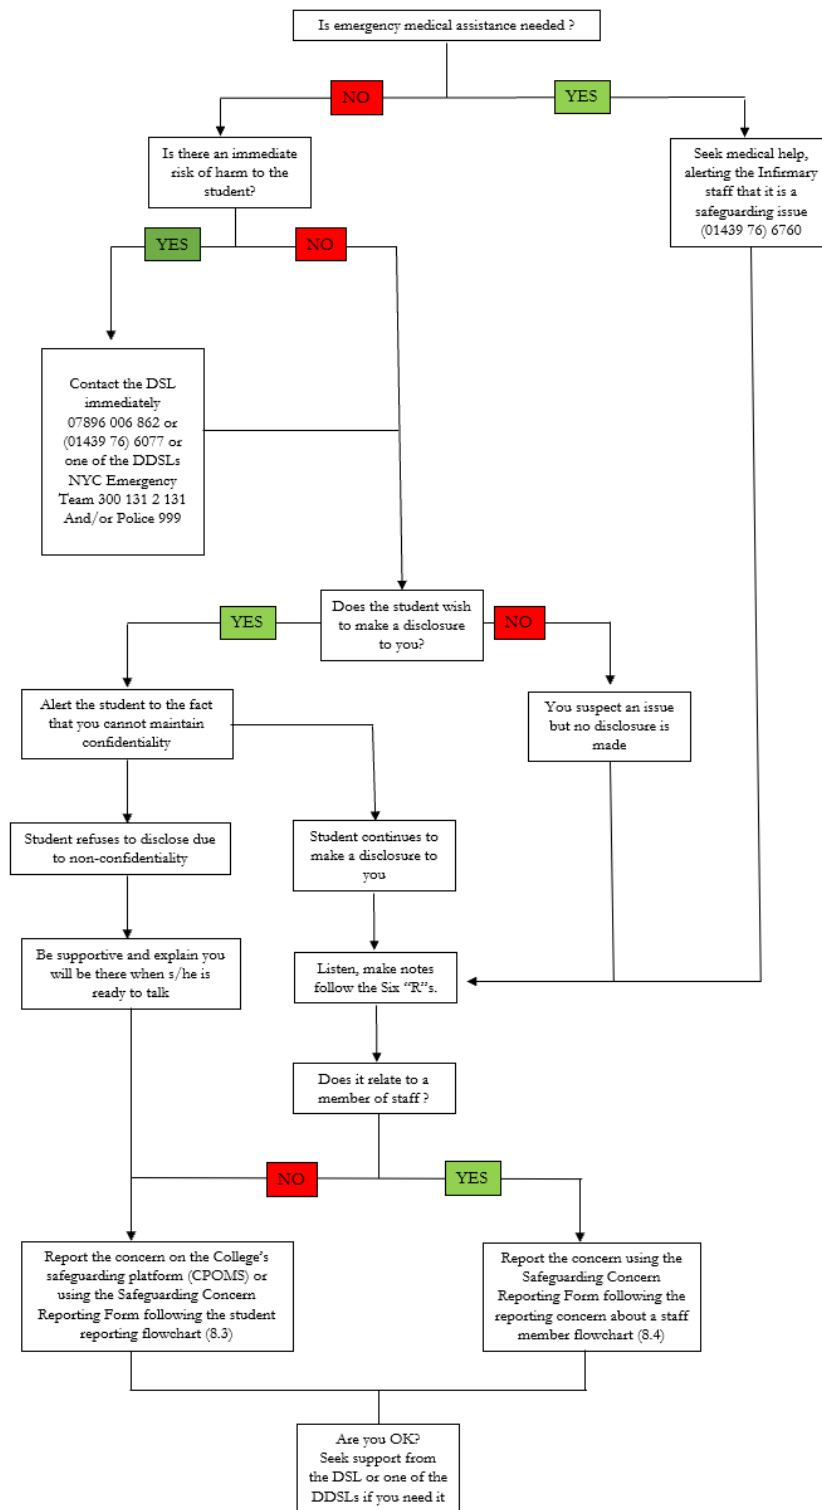 Is emergency medical assistance needed ?
NO
YES
Is there an immediate
risk of harm to the
student?
Seek medical help,
alerting the Infirmary
staff that it is a
safeguarding issue
(01439 76) 6760
YES
NO
Contact the DSL
immediately
07896 006 862 or
(01439 76) 6077 or
one of the DDSLs
NYC Emergency
Team 300 131 2 131
And/or Police 999
Does the student wish
to make a disclosure
to you?
YES
NO
Alert the student to the fact
that you cannot maintain
confidentiality
You suspect an issue
but no disclosure is
made
Student refuses to disclose due
to non-confidentiality
Student continues to
make a disclosure to
you
Be supportive and explain you
will be there when s/he is
ready to talk
Listen, make notes
follow the Six “R”s.
Does it relate to a
member of staff ?
NO
YES
Report the concern on the College’s
safeguarding platform (CPOMS) or
using the Safeguarding Concern
Reporting Form following the student
reporting flowchart (8.3)
Report the concern using the
Safeguarding Concern
Reporting Form following the
reporting concern about a staff
member flowchart (8.4)
Are you OK?
Seek support from
the DSL or one of the
DDSLs if you need it